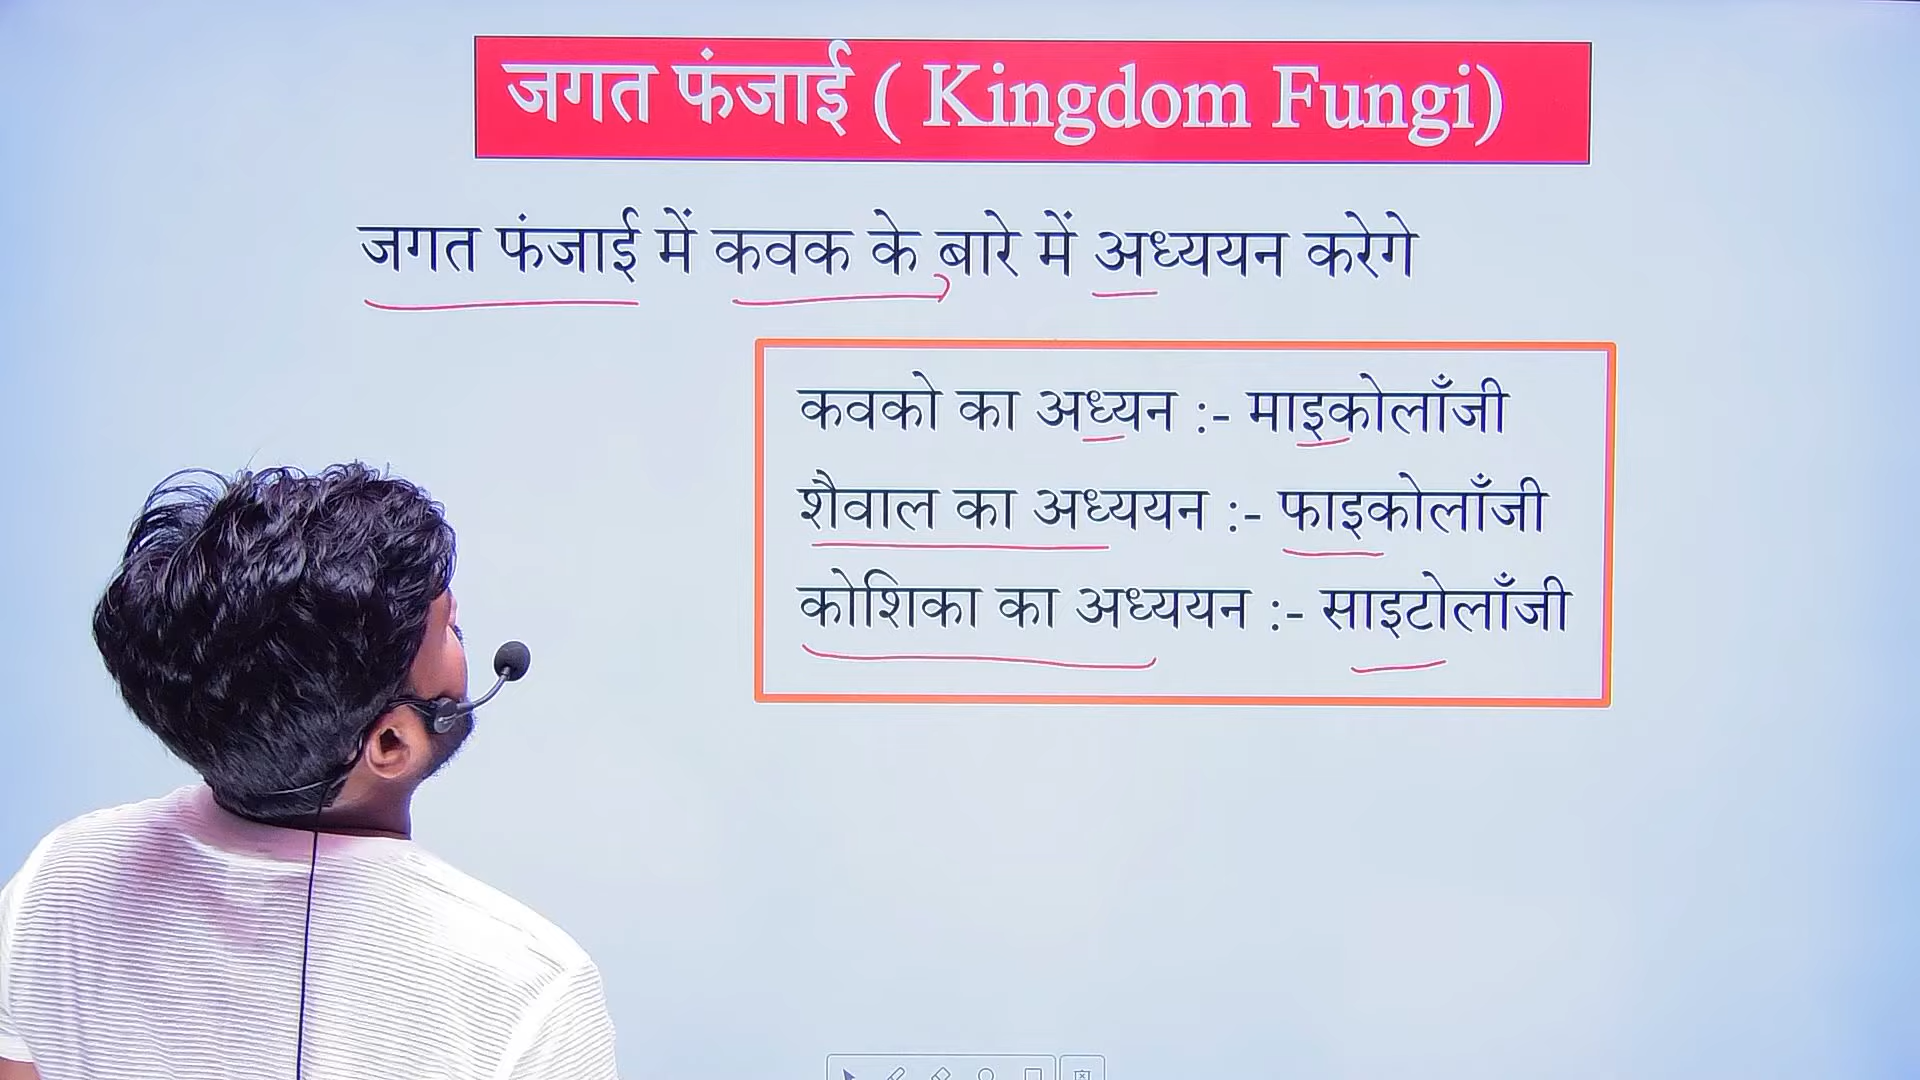 जगत फंजाई ( Kingdom Fungi)
जगत फंजाई में कवक के बारे में अध्ययन करेगे
कवको का अध्यन :- माइकोलाँजी
शैवाल का अध्ययन :- फाइकोलाँजी
कोशिका का अध्ययन :- साइटोलाँजी